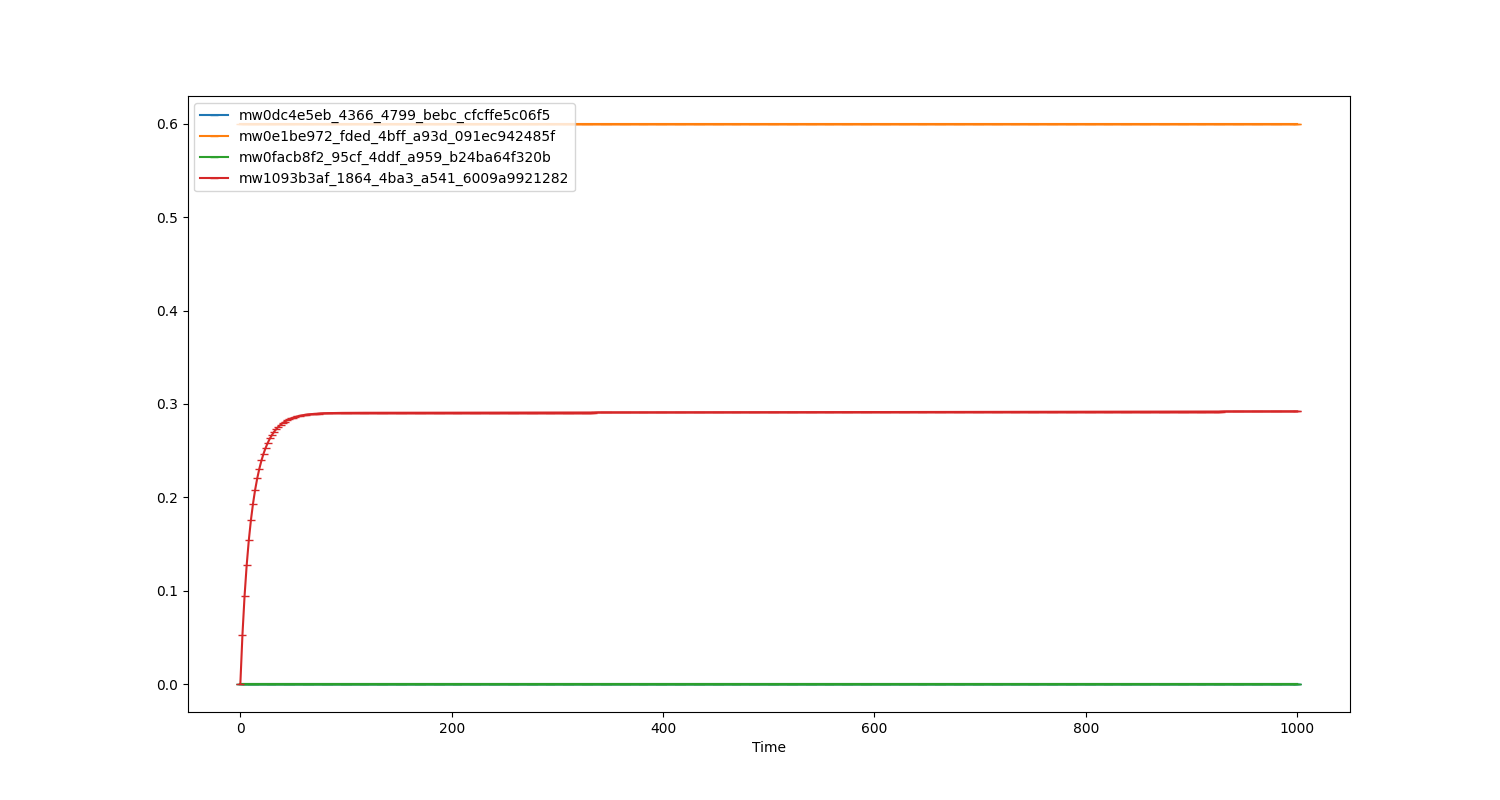 mw0dc4e5eb_4366_4799_bebc_cfcffe5c06f5
mw0e1be972_fded_4bff_a93d_091ec942485f
mw0facb8f2_95cf_4ddf_a959_b24ba64f320b
mw1093b3af_1864_4ba3_a541_6009a9921282
0.6
0.5
0.4
0.3
0.2
0.1
0.0
0 200 400 600 800 1000
Time